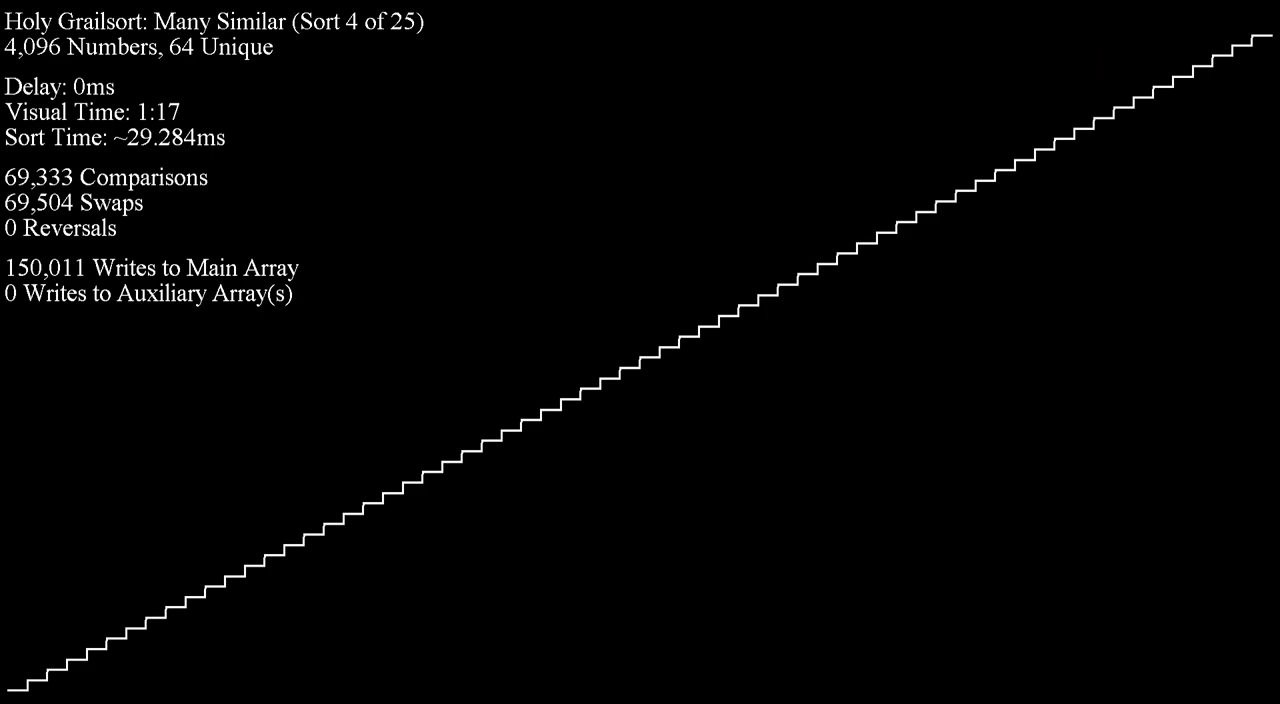 Holy Grailsort: Many Similar (Sort 4 of 25)
4,096 Numbers, 64 Unique
Delay: 0ms
Visual Time: 1:17
Sort Time: ~29.284ms
69,333 Comparisons
69,504 Swaps
0 Reversals
150,011 Writes to Main Array
0 Writes to Auxiliary Array(s)